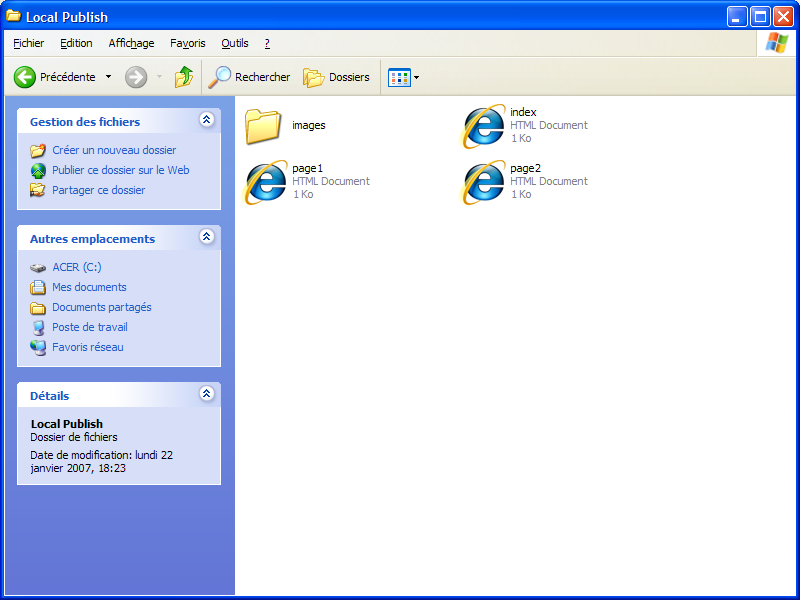 Local Publish
Fichier Edition Affichage Favoris Outils ?
Précédente Rechercher Dossiers
Gestion des fichiers
Créer un nouveau dossier
Publier ce dossier sur le Web
Partager ce dossier
Autres emplacements
ACER (C:)
Mes documents
Documents partagés
Poste de travail
Favoris réseau
Détails
Local Publish
Dossier de fichiers
Date de modification: lundi 22
janvier 2007, 18:23
images
index
HTML Document
1 Ko
page1
HTML Document
1 Ko
page2
HTML Document
1 Ko